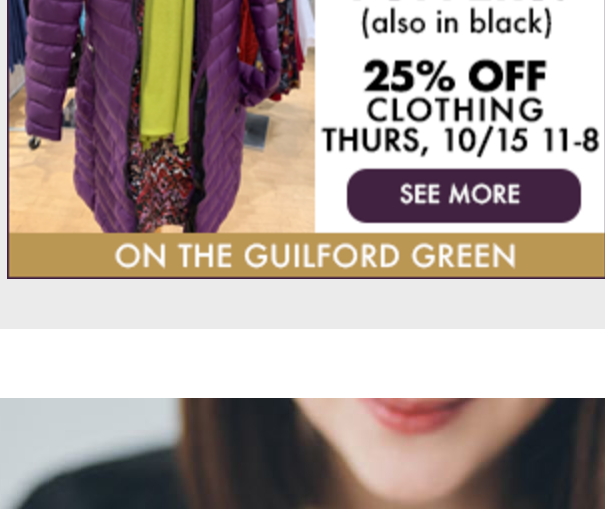 (also in black)
25% OFF
CLOTHING
THURS, 10/15 11-8
SEE MORE
ON THE GUILFORD GREEN